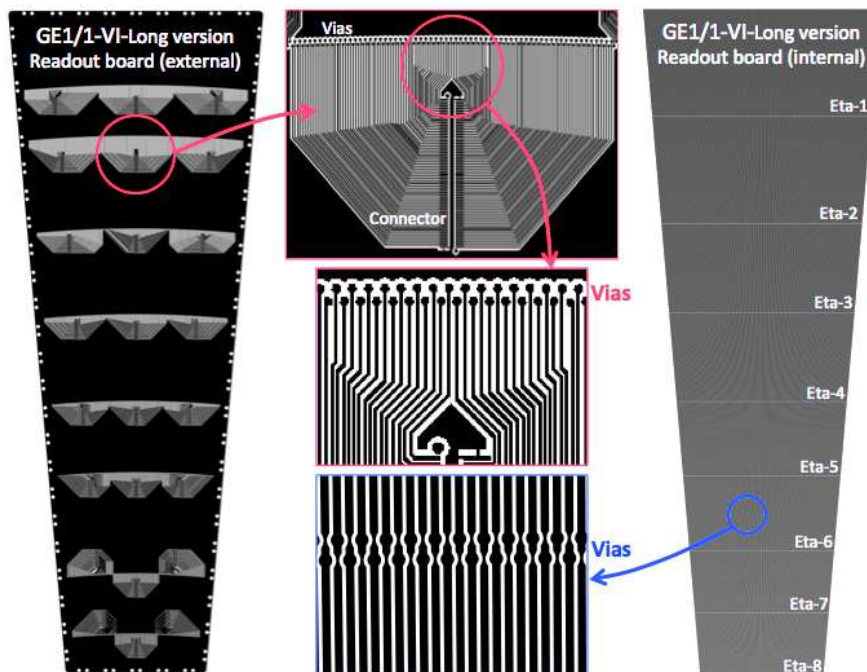 GE1/1-VI-Long version
Readout board (external)
Vias
Connector
Vias
Vias
GE1/1-VI-Long version
Readout board (internal)
Eta-1
Eta-2
Eta-3
Eta-4
Eta-5
Eta-6
Eta-7
Eta-8